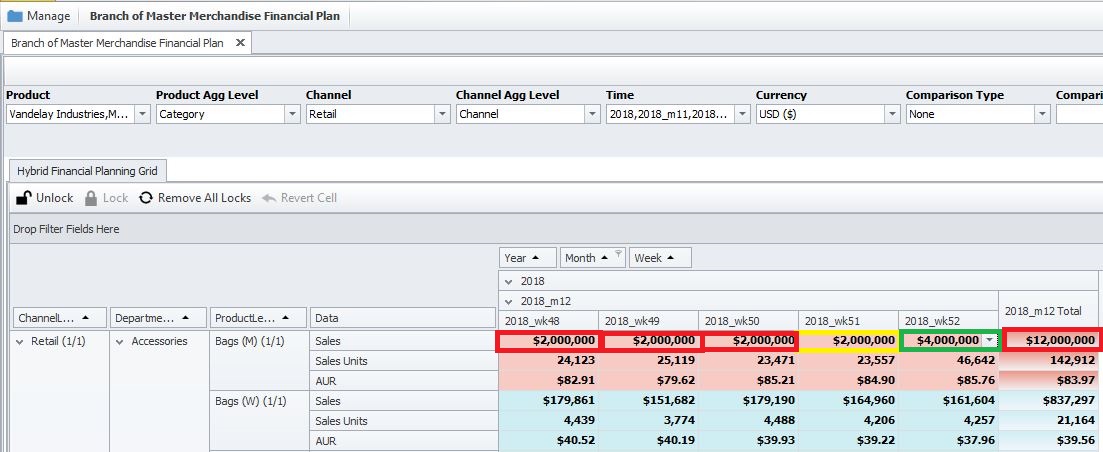 Manage Branch of Master Merchandise Financial Plan
Branch of Master Merchandise Financial Plan ×
Product Product Agg Level Channel Channel Agg Level Time Currency Comparison Type Compari
Vandelay Industries,M... Category Retail Channel 2018,2018_m11,2018... USD ($) None
Hybrid Financial Planning Grid
Unlock Lock Remove All Locks Revert Cell
Drop Filter Fields Here
Year Month Week
2018
2018_m12 2018_m12 Total
ChannelL... Departme... ProductLe... Data 2018_wk48 2018_wk49 2018_wk50 2018_wk51 2018_wk52
Retail (1/1) Accessories Bags (M) (1/1) Sales $2,000,000 $2,000,000 $2,000,000 $2,000,000 $4,000,000 $12,000,000
Sales Units 24,123 25,119 23,471 23,557 46,642 142,912
AUR $82.91 $79.62 $85.21 $84.90 $85.76 $83.97
Bags (W) (1/1) Sales $179,861 $151,682 $179,190 $164,960 $161,604 $837,297
Sales Units 4,439 3,774 4,488 4,206 4,257 21,164
AUR $40.52 $40.19 $39.93 $39.22 $37.96 $39.56